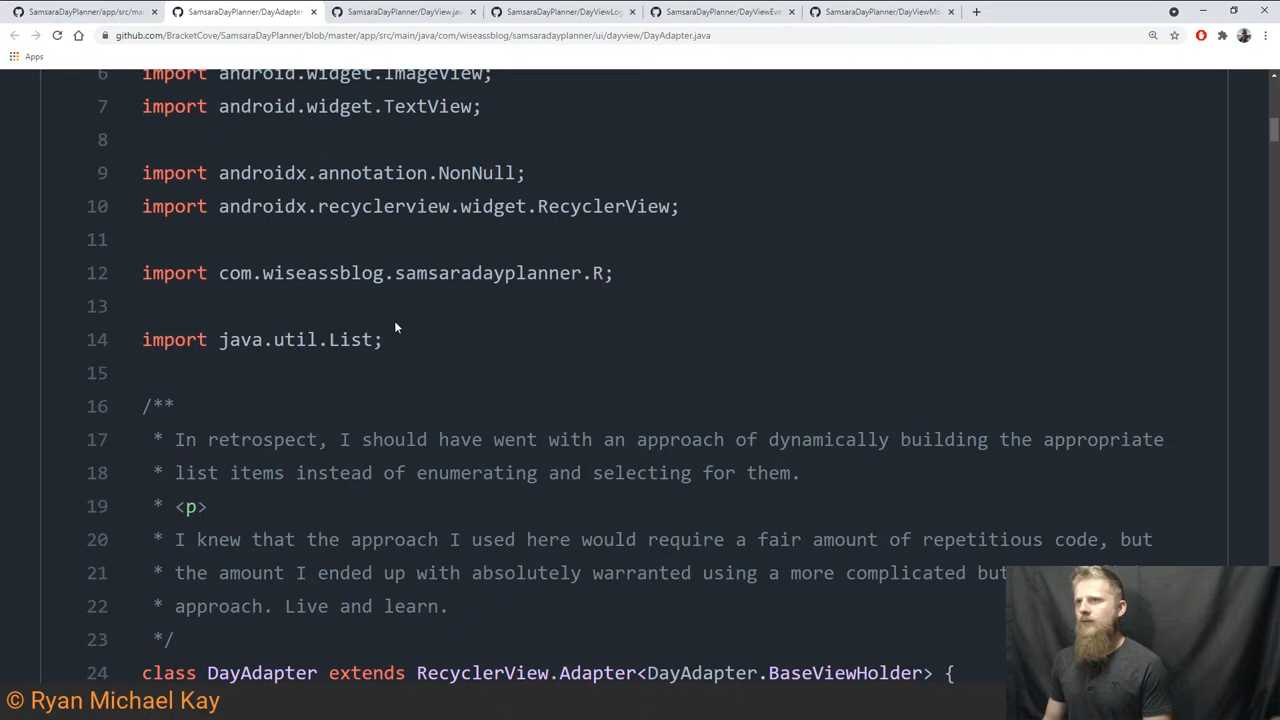 SamsaraDayPlanner/app/src/ma
SamsaraDayPlanner/DayAdapter
SamsaraDayPlanner/DayView.jav
SamsaraDayPlanner/DayViewLog
SamsaraDayPlanner/DayViewEve
SamsaraDayPlanner/DayViewMo
github.com/BracketCove/SamsaraDayPlanner/blob/master/app/src/main/java/com/wiseassblog/samsaradayplanner/ui/dayview/DayAdapter.java
Apps
6 import android.widget.ImageView;
7 import android.widget.TextView;
8
9 import androidx.annotation.NonNull;
10 import androidx.recyclerview.widget.RecyclerView;
11
12 import com.wiseassblog.samsaradayplanner.R;
13
14 import java.util.List;
15
16 /**
17 * In retrospect, I should have went with an approach of dynamically building the appropriate
18 * list items instead of enumerating and selecting for them.
19 * <p>
20 * I knew that the approach I used here would require a fair amount of repetitious code, but
21 * the amount I ended up with absolutely warranted using a more complicated but
22 * approach. Live and learn.
23 */
24 class DayAdapter extends RecyclerView.Adapter<DayAdapter.BaseViewHolder> {
© Ryan Michael Kay